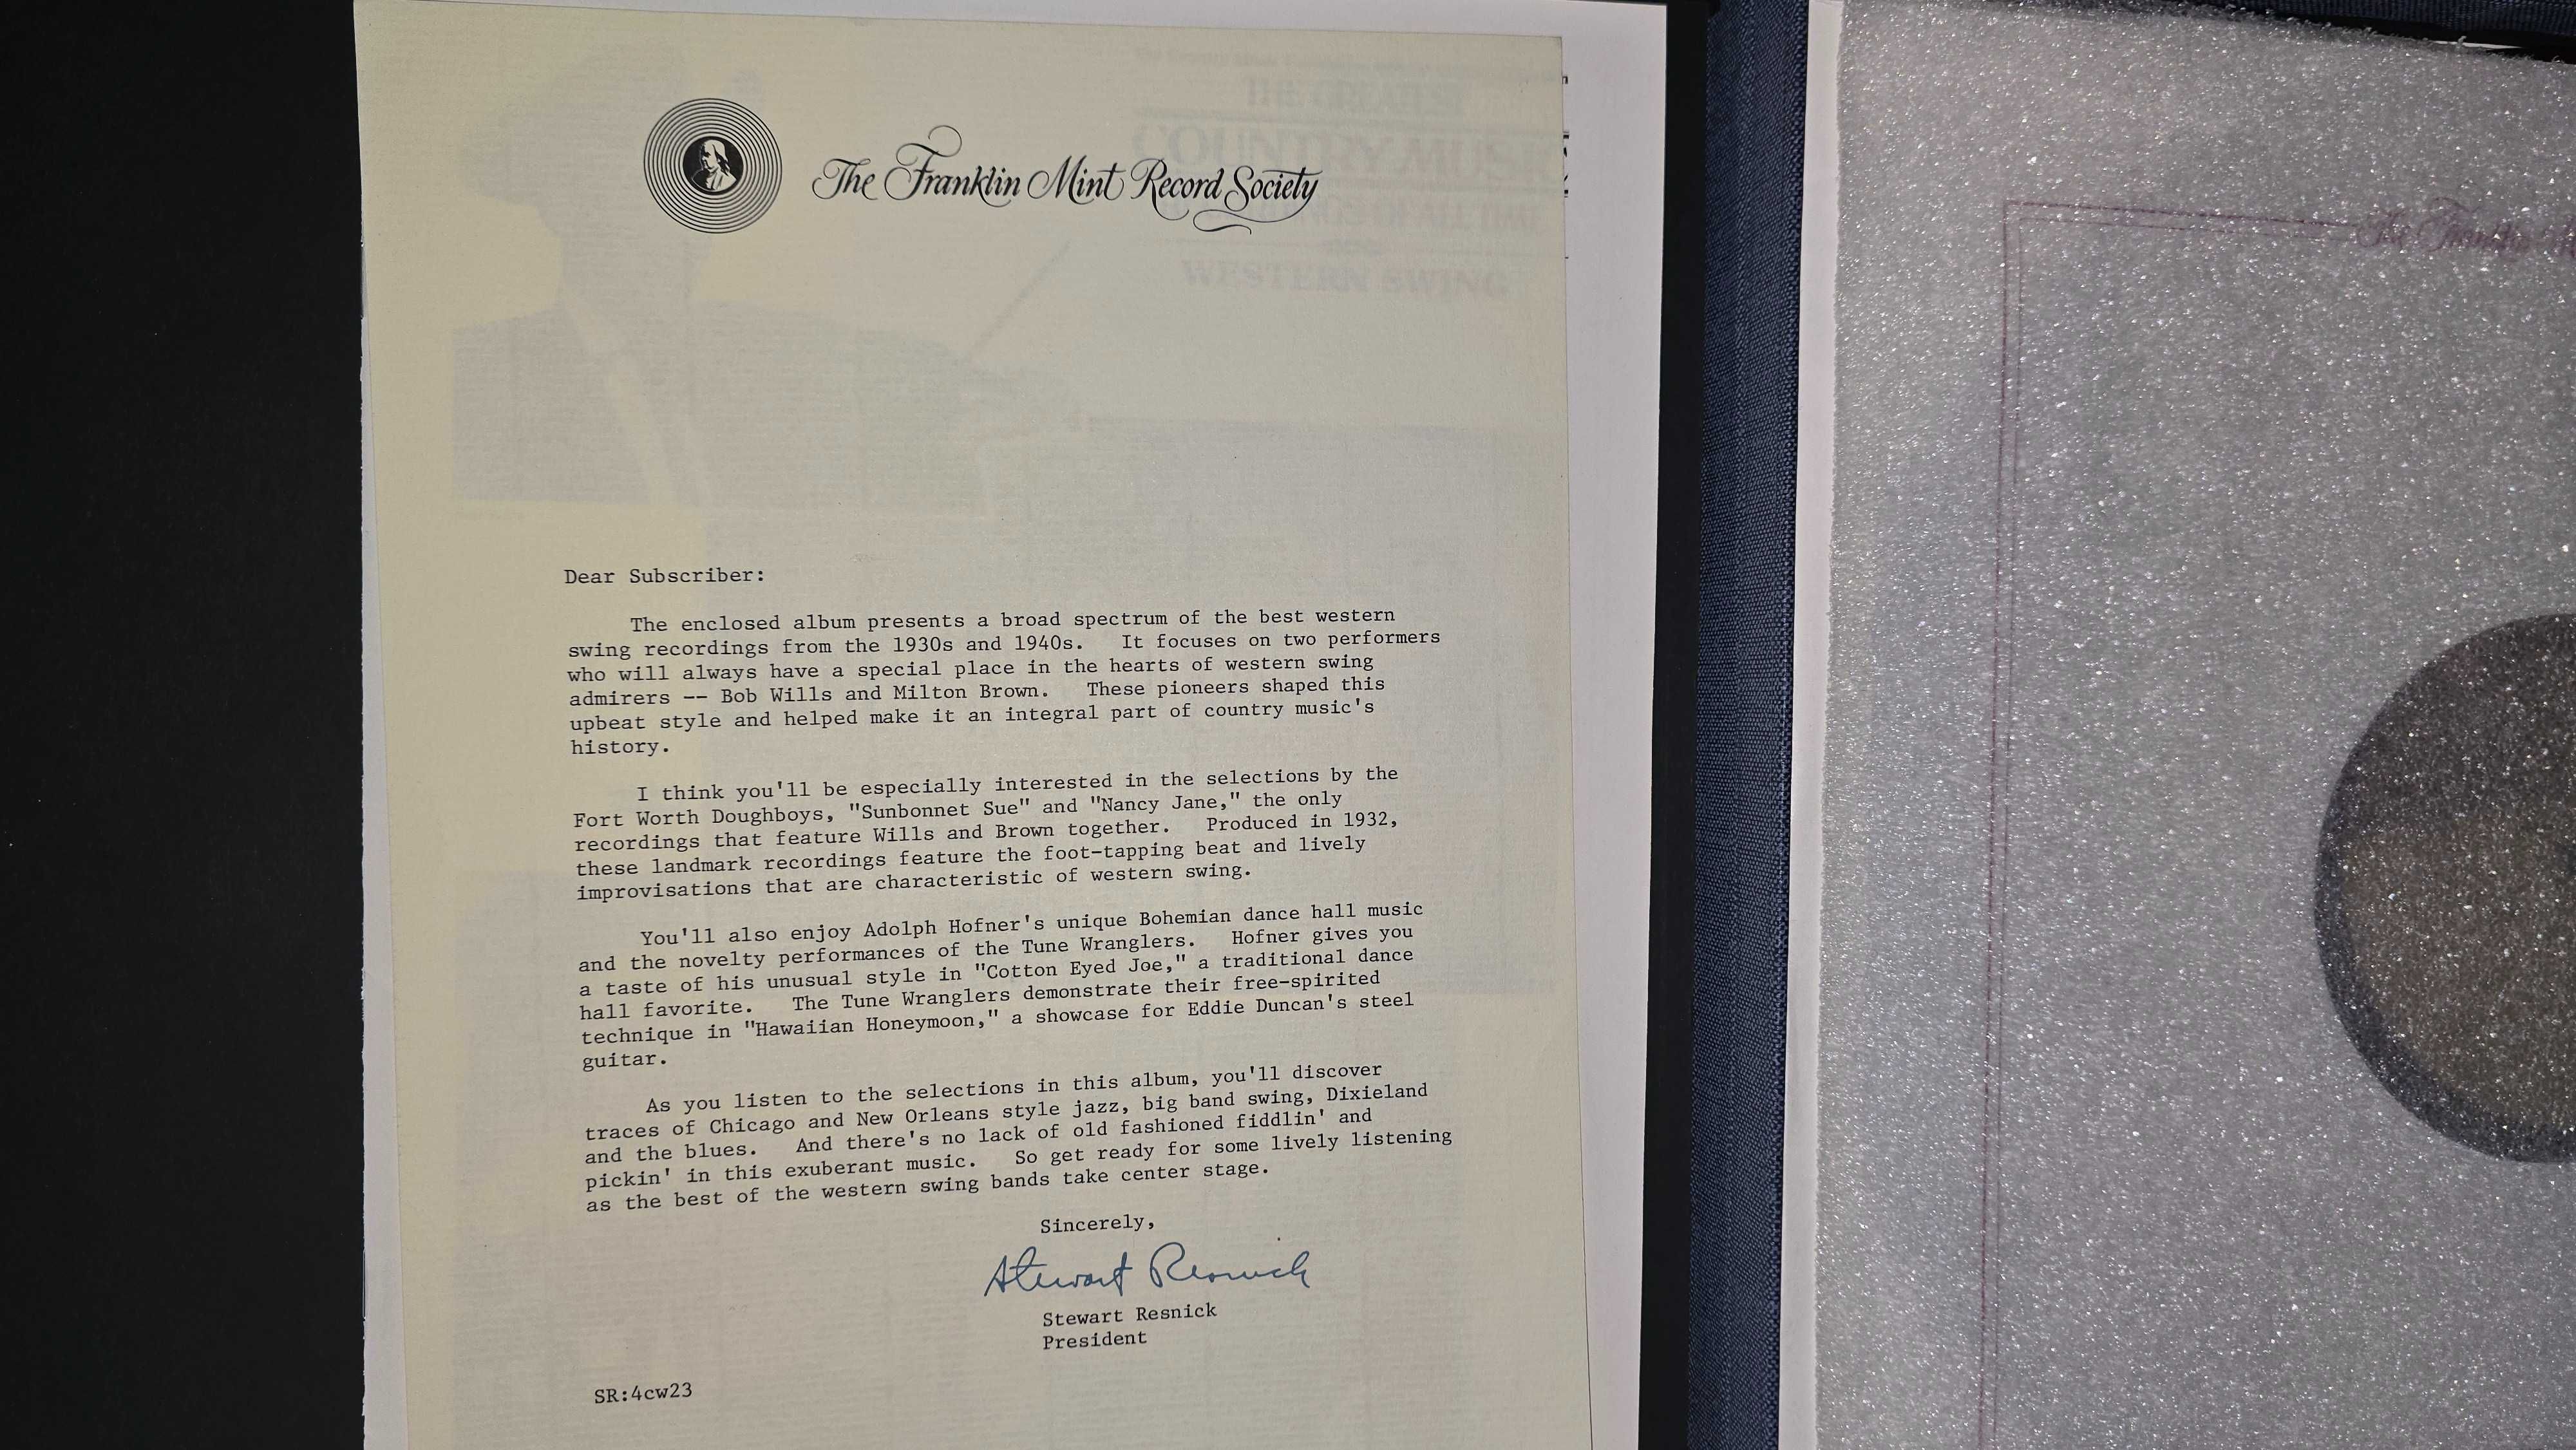 The Franklin Mint Record Society
THE GREATEST
COUNTRY MUSIC
OF ALL TIME
WESTERN SWING
Dear Subscriber:
The enclosed album presents a broad spectrum of the best western
swing recordings from the 1930s and 1940s. It focuses on two performers
who will always have a special place in the hearts of western swing
admirers -- Bob Wills and Milton Brown. These pioneers shaped this
upbeat style and helped make it an integral part of country music's
history.
I think you'll be especially interested in the selections by the
Fort Worth Doughboys, "Sunbonnet Sue" and "Nancy Jane," the only
recordings that feature Wills and Brown together. Produced in 1932,
these landmark recordings feature the foot-tapping beat and lively
improvisations that are characteristic of western swing.
You'll also enjoy Adolph Hofner's unique Bohemian dance hall music
and the novelty performances of the Tune Wranglers. Hofner gives you
a taste of his unusual style in "Cotton Eyed Joe," a traditional dance
hall favorite. The Tune Wranglers demonstrate their free-spirited
technique in "Hawaiian Honeymoon," a showcase for Eddie Duncan's steel
guitar.
As you listen to the selections in this album, you'll discover
traces of Chicago and New Orleans style jazz, big band swing, Dixieland
and the blues. And there's no lack of old fashioned fiddlin' and
pickin' in this exuberant music. So get ready for some lively listening
as the best of the western swing bands take center stage.
Sincerely,
Stewart Resnick
Stewart Resnick
President
SR:4cw23
The Franklin